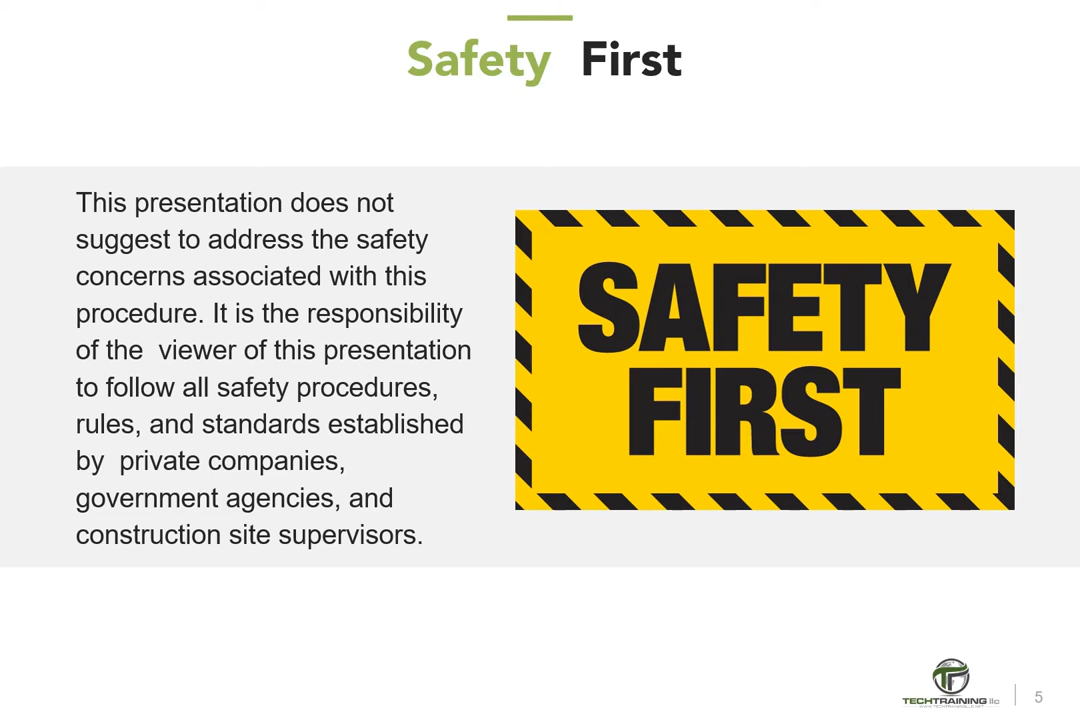 Safety First
This presentation does not
suggest to address the safety
concerns associated with this
procedure. It is the responsibility
of the viewer of this presentation
to follow all safety procedures,
rules, and standards established
by private companies,
government agencies, and
construction site supervisors.
SAFETY
FIRST
TECHTRAINING llc
5